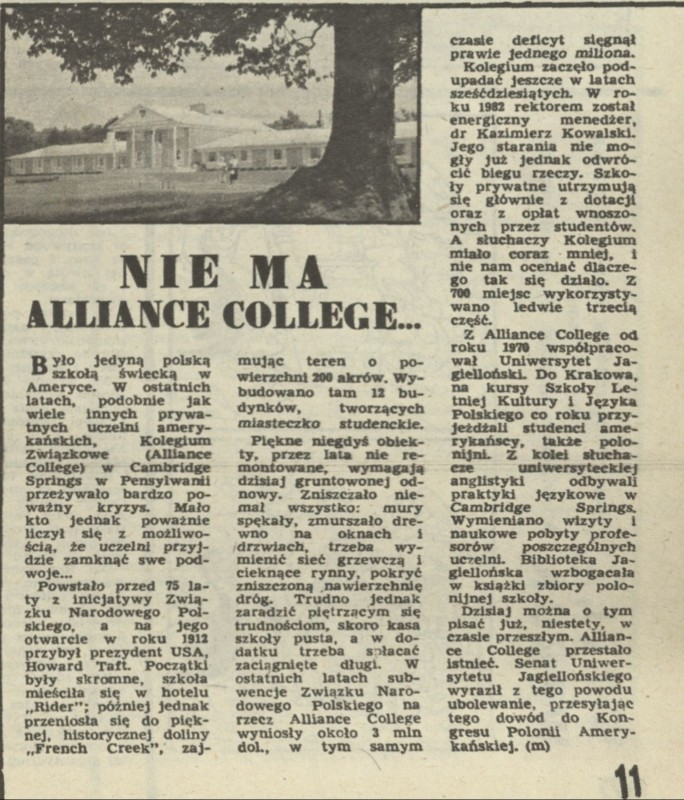 NIE MA
ALLIANCE COLLEGE...
Było jedyną polską
szkołą świecką w
Ameryce. W ostatnich
latach, podobnie jak
wiele innych prywa-
tnych uczelni amery-
kańskich, Kolegium
Związkowe (Alliance
College) w Cambridge
Springs w Pensylwanii
przeżywało bardzo po-
ważny kryzys. Mało
kto jednak poważnie
liczył się z możliwo-
ścią, że uczelni przyj-
dzie zamknąć swe pod-
woje...
Powstało przed 75 la-
ty z inicjatywy Zwią-
zku Narodowego Pol-
skiego, a na jego
otwarcie w roku 1912
przybył prezydent USA,
Howard Taft. Początki
były skromne, szkoła
mieściła się w hotelu
„Rider”; później jednak
przeniosła się do pięk-
nej, historycznej doliny
„French Creek”, zaj-
mując teren o po-
wierzchni 200 akrów. Wy-
budowano tam 12 bu-
dynków, tworzących
miasteczko studenckie.
Piękne niegdyś obiek-
ty, przez lata nie re-
montowane, wymagają
dzisiaj gruntowonej od-
nowy. Zniszczało nie-
mal wszystko: mury
spękały, zmurszało dre-
wno na oknach i
drzwiach, trzeba wy-
mienić sieć grzewczą i
cieknące rynny, pokryć
zniszczoną nawierzchnię
dróg. Trudno jednak
zaradzić piętrzącym się
trudnościom, skoro kasa
szkoły pusta, a w do-
datku trzeba spłacać
zaciągnięte długi. W
ostatnich latach sub-
wencje Związku Naro-
dowego Polskiego na
rzecz Alliance College
wyniosły około 3 mln
dol., w tym samym
czasie deficyt sięgnął
prawie jednego miliona.
Kolegium zaczęło pod-
upadać jeszcze w latach
sześćdziesiątych. W ro-
ku 1982 rektorem został
energiczny menedżer,
dr Kazimierz Kowalski.
Jego starania nie mo-
gły już jednak odwró-
cić biegu rzeczy. Szko-
ły prywatne utrzymują
się głównie z dotacji
oraz z opłat wnoszo-
nych przez studentów.
A słuchaczy Kolegium
miało coraz mniej, i
nie nam oceniać dlacze-
go tak się działo. Z
700 miejsc wykorzysty-
wano ledwie trzecią
część.
Z Alliance College od
roku 1970 współpraco-
wał Uniwersytet Ja-
gielloński. Do Krakowa,
na kursy Szkoły Le-
tniej Kultury i Języka
Polskiego co roku przy-
jeżdżali studenci ame-
rykańscy, także polo-
nijni. Z kolei słucha-
cze uniwersyteckiej
anglistyki odbywali
praktyki językowe w
Cambridge Springs.
Wymieniano wizyty i
naukowe pobyty profe-
sorów poszczególnych
uczelni. Biblioteka Ja-
giellońska wzbogacała
w książki zbiory polo-
nijnej szkoły.
Dzisiaj można o tym
pisać już, niestety, w
czasie przeszłym. Allian-
ce College przestało
istnieć. Senat Uniwer-
sytetu Jagiellońskiego
wyraził z tego powodu
ubolewanie, przesyłając
tego dowód do Kon-
gresu Polonii Amery-
kańskiej. (m)
11